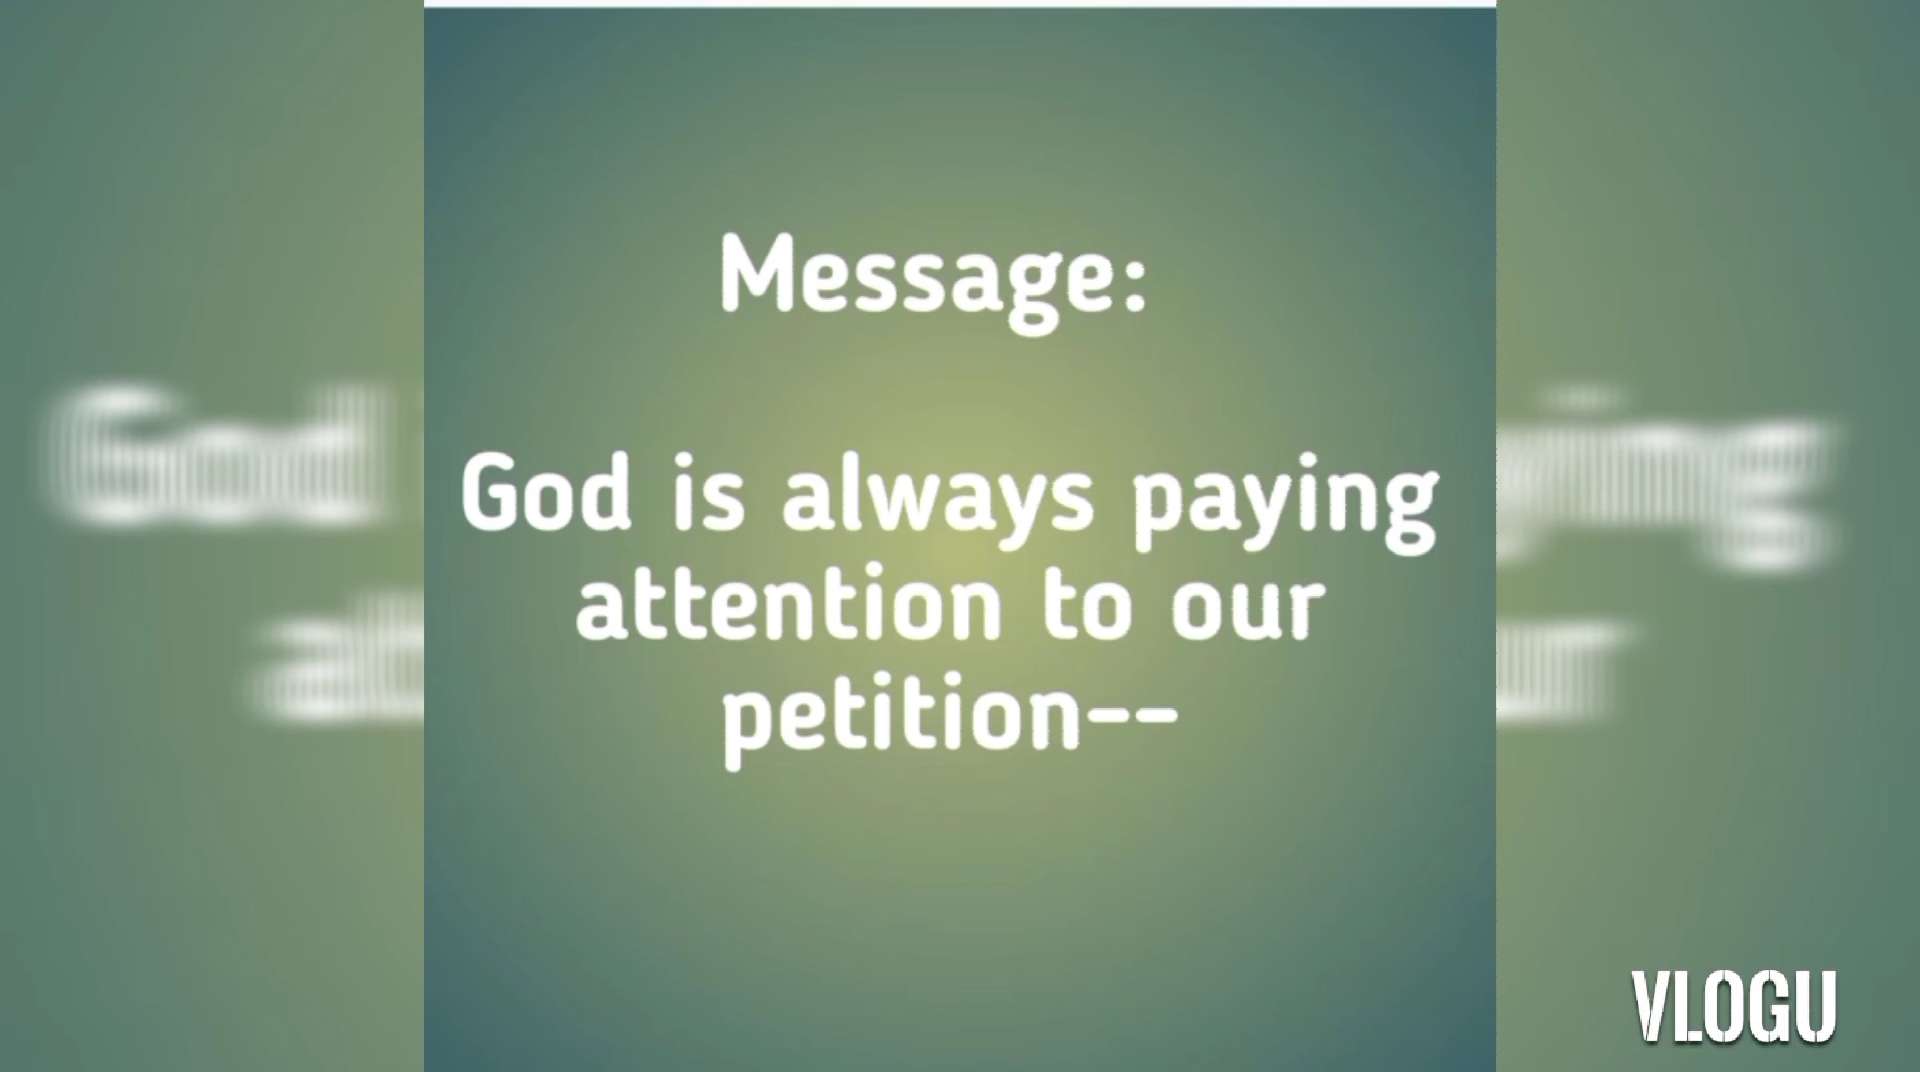 Message:
God is always paying
attention to our
petition--
VLOGU